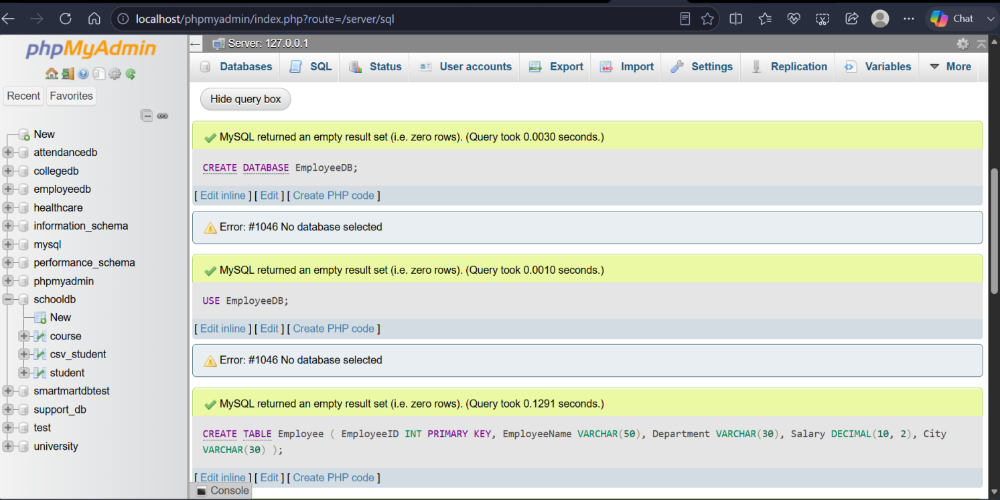 localhost/phpmyadmin/index.php?route=/server/sql
Chat
phpMyAdmin
Recent
Favorites
New
attendancedb
collegedb
employeedb
healthcare
information_schema
mysql
performance_schema
phpmyadmin
schooldb
New
course
csv_student
student
smartmartdbtest
support_db
test
university
Server: 127.0.0.1
Databases
SQL
Status
User accounts
Export
Import
Settings
Replication
Variables
More
Hide query box
MySQL returned an empty result set (i.e. zero rows). (Query took 0.0030 seconds.)
CREATE DATABASE EmployeeDB;
[ Edit inline ] [ Edit ] [ Create PHP code ]
Error: #1046 No database selected
MySQL returned an empty result set (i.e. zero rows). (Query took 0.0010 seconds.)
USE EmployeeDB;
[ Edit inline ] [ Edit ] [ Create PHP code ]
Error: #1046 No database selected
MySQL returned an empty result set (i.e. zero rows). (Query took 0.1291 seconds.)
CREATE TABLE Employee ( EmployeeID INT PRIMARY KEY, EmployeeName VARCHAR(50), Department VARCHAR(30), Salary DECIMAL(10, 2), City
VARCHAR(30) );
[ Edit inline ] [ Edit ] [ Create PHP code ]
Console